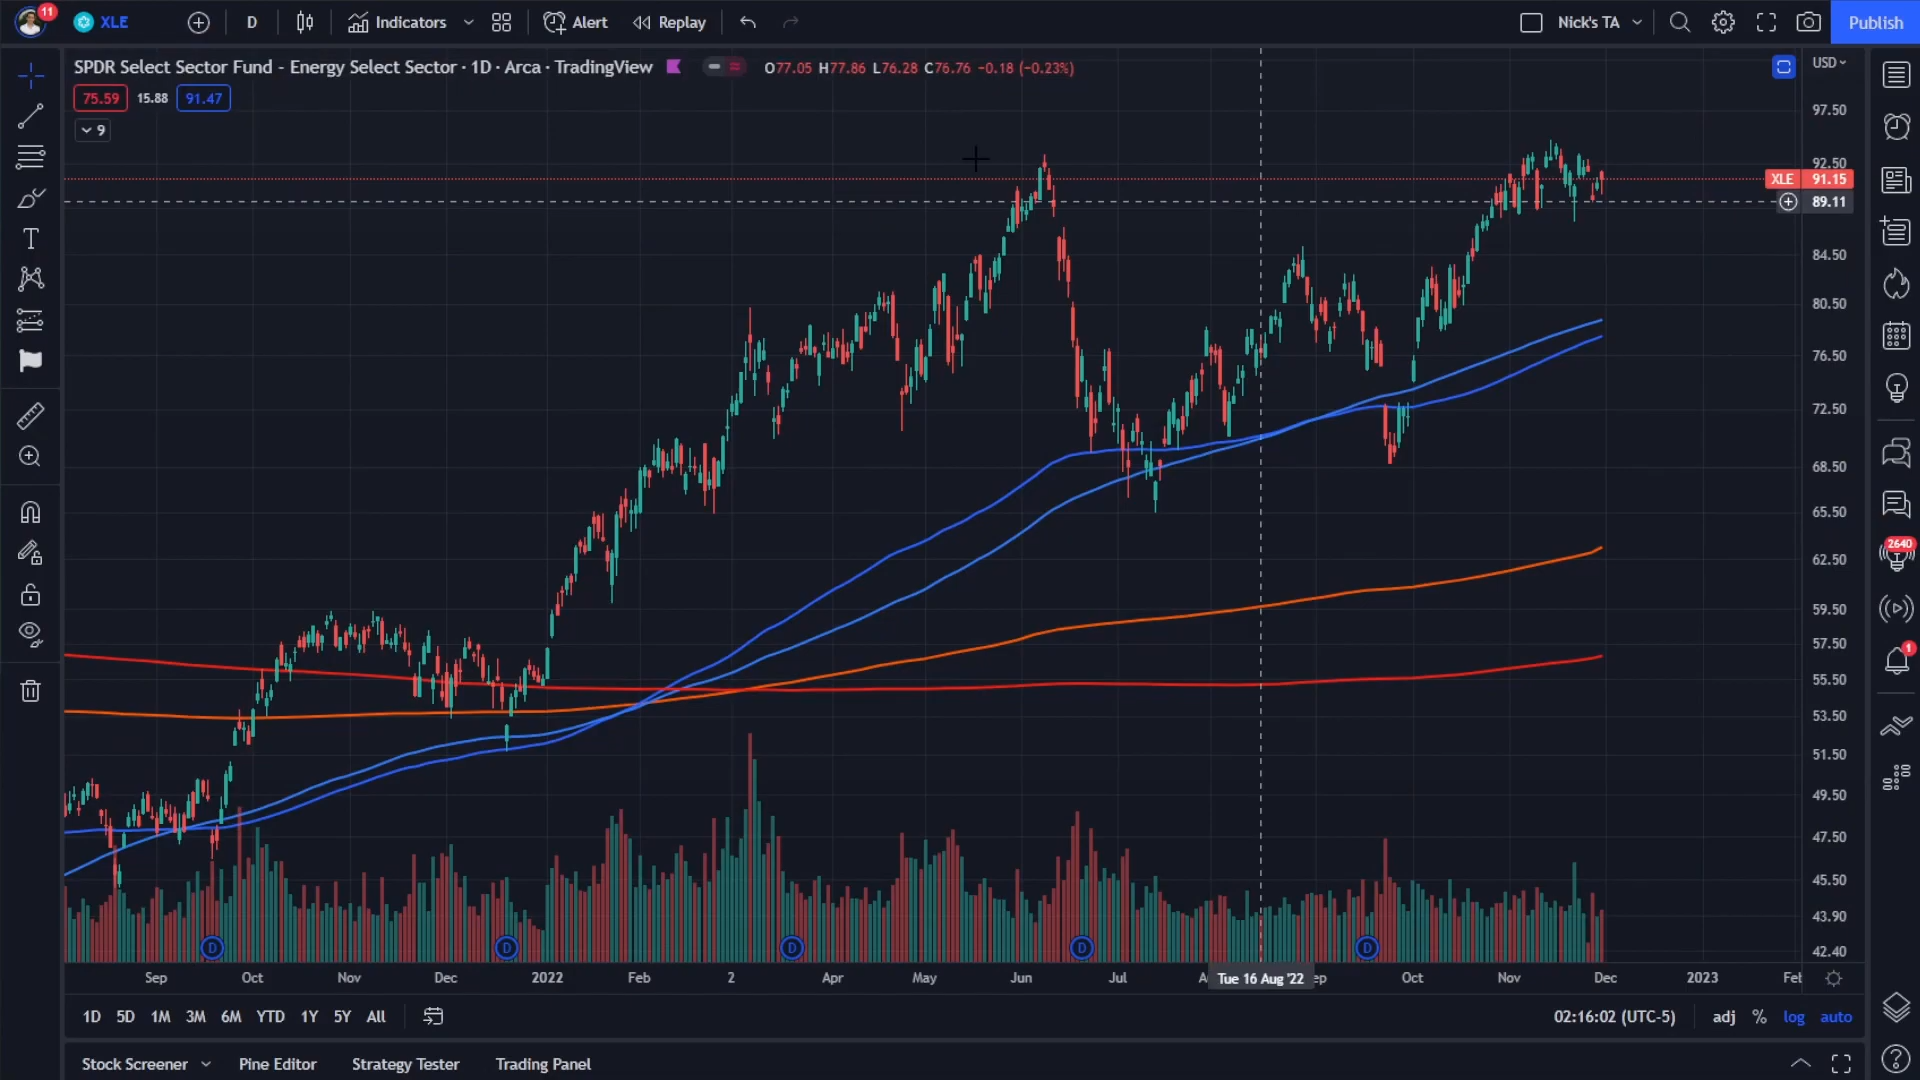 11 XLE D Indicators Alert Replay Nick's TA Publish
SPDR Select Sector Fund - Energy Select Sector · 1D · Arca · TradingView O77.05 H77.86 L76.28 C76.76 −0.18 (−0.23%) USD
75.59 15.88 91.47
9
97.50
92.50
XLE 91.15
89.11
84.50
80.50
76.50
72.50
68.50
65.50
62.50
59.50
57.50
55.50
53.50
51.50
49.50
47.50
45.50
43.90
42.40
2640
1
D D D D D
Sep Oct Nov Dec 2022 Feb 2 Apr May Jun Jul A Tue 16 Aug '22 ep Oct Nov Dec 2023 Fet
1D 5D 1M 3M 6M YTD 1Y 5Y All 02:16:02 (UTC-5) adj % log auto
Stock Screener Pine Editor Strategy Tester Trading Panel